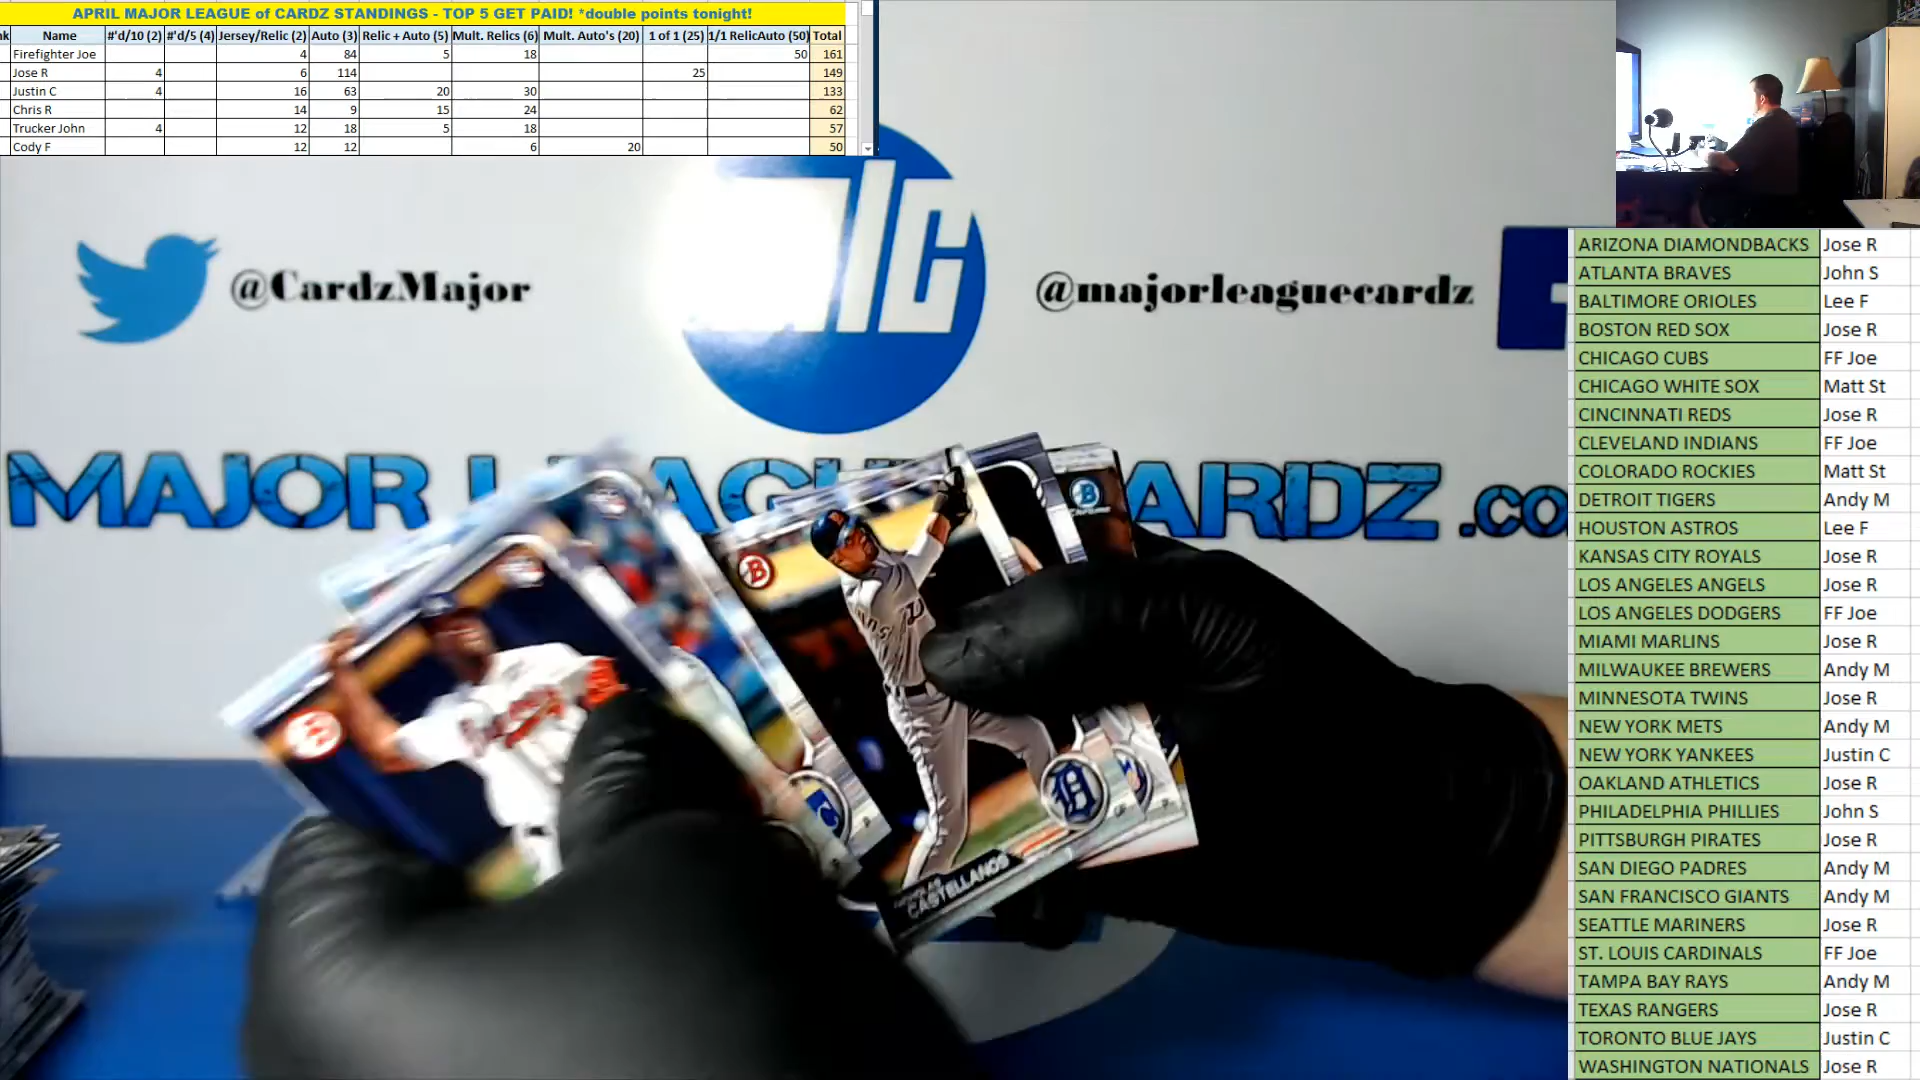 APRIL MAJOR LEAGUE of CARDZ STANDINGS - TOP 5 GET PAID! *double points tonight!
Name #'d/10 (2) #'d/5 (4) Jersey/Relic (2) Auto (3) Relic + Auto (5) Mult. Relics (6) Mult. Auto's (20) 1 of 1 (25) 1/1 RelicAuto (50) Total
Firefighter Joe 4 84 5 18 50 161
Jose R 4 6 114 25 149
Justin C 4 16 63 20 30 133
Chris R 14 9 15 24 62
Trucker John 4 12 18 5 18 57
Cody F 12 12 6 20 50
@CardzMajor
@majorleaguecardz
MAJOR LEAGU CARDZ .co
CASTELLANOS
ARIZONA DIAMONDBACKS Jose R
ATLANTA BRAVES John S
BALTIMORE ORIOLES Lee F
BOSTON RED SOX Jose R
CHICAGO CUBS FF Joe
CHICAGO WHITE SOX Matt St
CINCINNATI REDS Jose R
CLEVELAND INDIANS FF Joe
COLORADO ROCKIES Matt St
DETROIT TIGERS Andy M
HOUSTON ASTROS Lee F
KANSAS CITY ROYALS Jose R
LOS ANGELES ANGELS Jose R
LOS ANGELES DODGERS FF Joe
MIAMI MARLINS Jose R
MILWAUKEE BREWERS Andy M
MINNESOTA TWINS Jose R
NEW YORK METS Andy M
NEW YORK YANKEES Justin C
OAKLAND ATHLETICS Jose R
PHILADELPHIA PHILLIES John S
PITTSBURGH PIRATES Jose R
SAN DIEGO PADRES Andy M
SAN FRANCISCO GIANTS Andy M
SEATTLE MARINERS Jose R
ST. LOUIS CARDINALS FF Joe
TAMPA BAY RAYS Andy M
TEXAS RANGERS Jose R
TORONTO BLUE JAYS Justin C
WASHINGTON NATIONALS Jose R